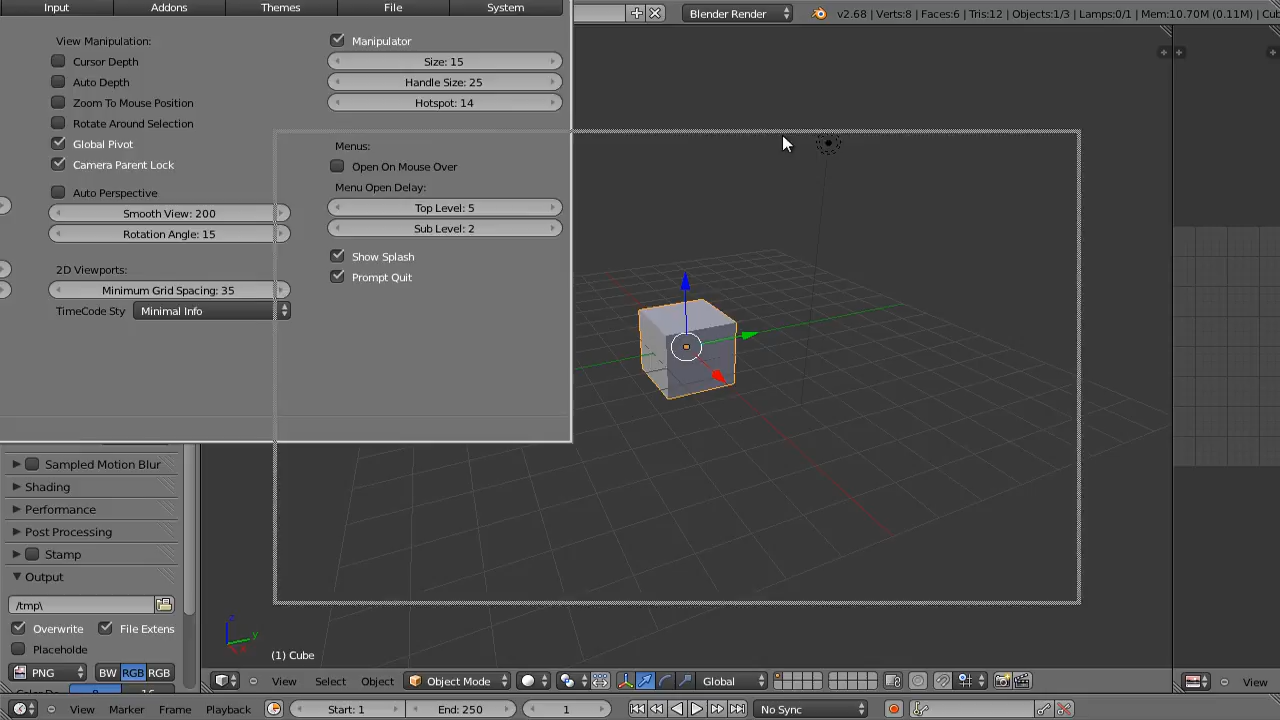 Input Addons Themes File System
Blender Render
v2.68 | Verts:8 | Faces:6 | Tris:12 | Objects:1/3 | Lamps:0/1 | Mem:10.70M (0.11M) | Cub
View Manipulation:
Cursor Depth
Auto Depth
Zoom To Mouse Position
Rotate Around Selection
Global Pivot
Camera Parent Lock
Auto Perspective
Smooth View: 200
Rotation Angle: 15
2D Viewports:
Minimum Grid Spacing: 35
TimeCode Sty Minimal Info
Manipulator
Size: 15
Handle Size: 25
Hotspot: 14
Menus:
Open On Mouse Over
Menu Open Delay:
Top Level: 5
Sub Level: 2
Show Splash
Prompt Quit
Sampled Motion Blur
Shading
Performance
Post Processing
Stamp
Output
/tmp\
Overwrite File Extens
Placeholde
PNG BW RGB RGB
z
y
(1) Cube
View Select Object Object Mode Global
View
View Marker Frame Playback Start: 1 End: 250 1 No Sync